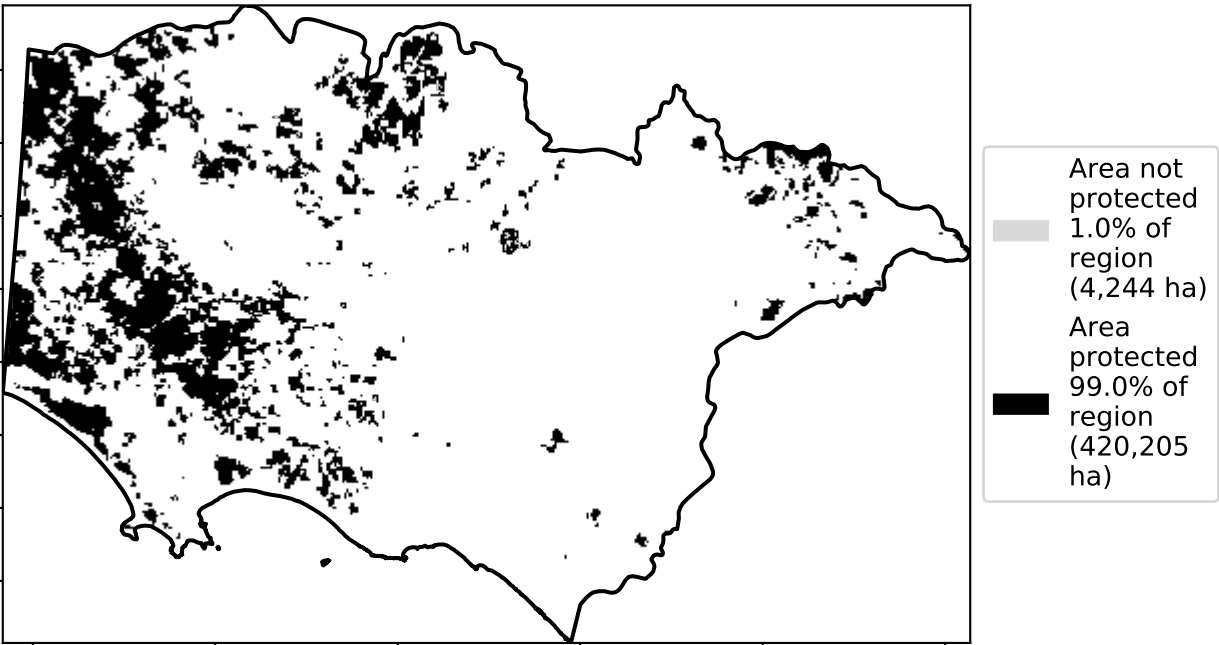 Area not
protected
1.0% of
region
(4,244 ha)
Area
protected
99.0% of
region
(420,205
ha)